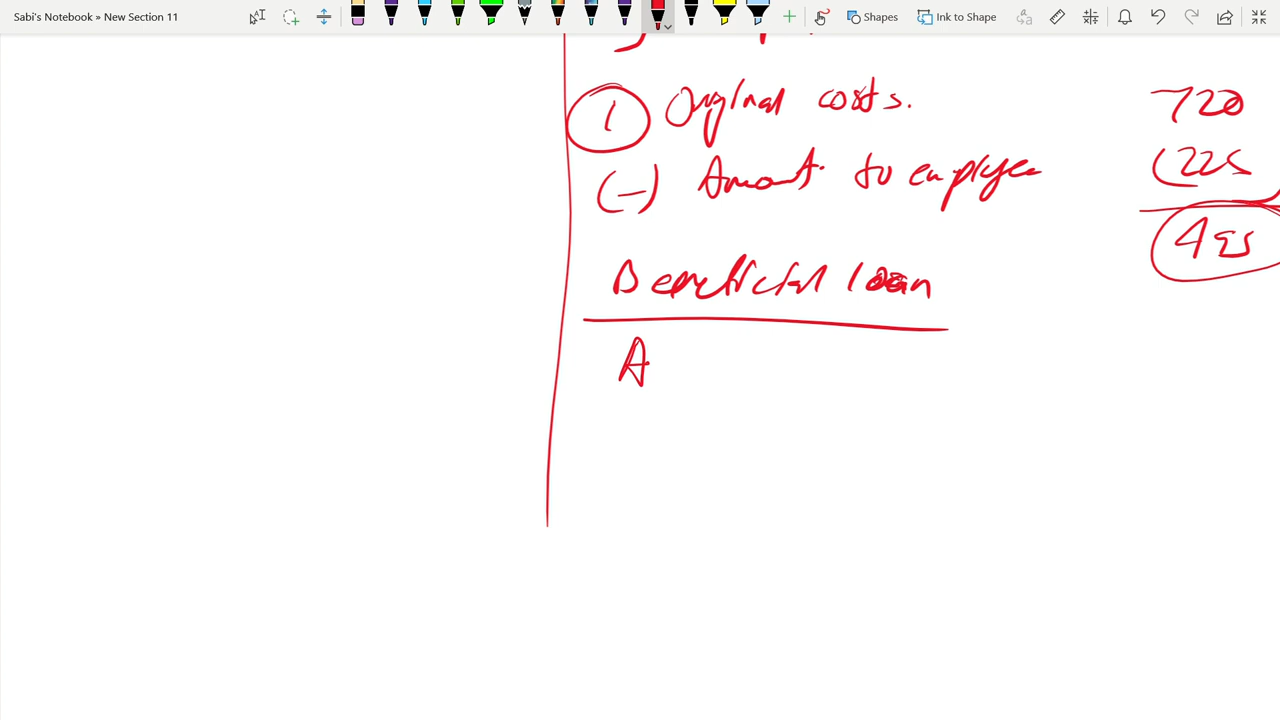 Sabi's Notebook » New Section 11
Shapes
Ink to Shape
1 Original costs. 720
(-) Amount to employee (225)
495
Beneficial loan
A